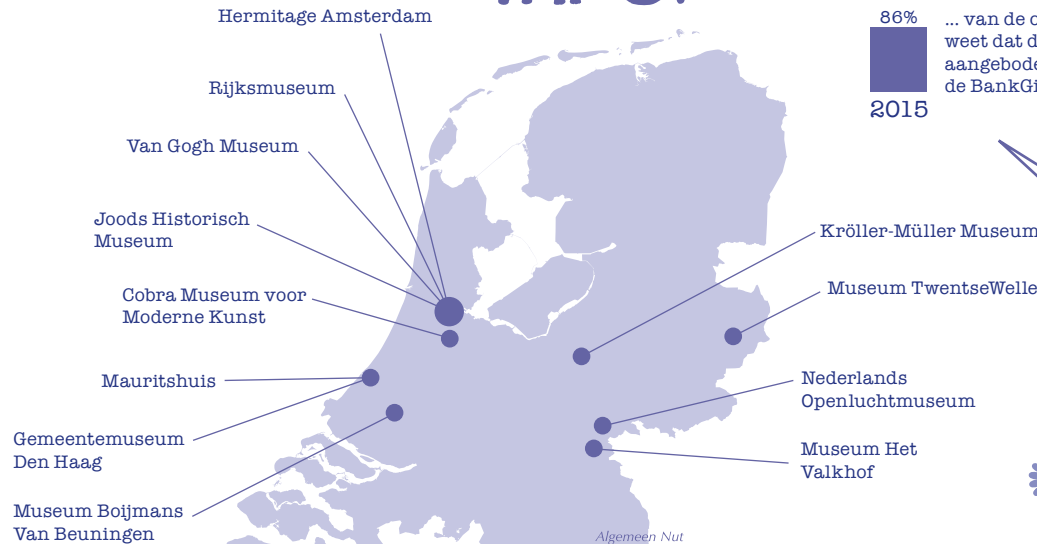 Hermitage Amsterdam
Rijksmuseum
Van Gogh Museum
Joods Historisch
Museum
Cobra Museum voor
Moderne Kunst
Mauritshuis
Gemeentemuseum
Den Haag
Museum Boijmans
Van Beuningen
86%
2015
... van de
weet dat
de
Kröller-Müller Museum
Museum TwentseWelle
Nederlands
Openluchtmuseum
Museum Het
Valkhof
Algemeen Nut